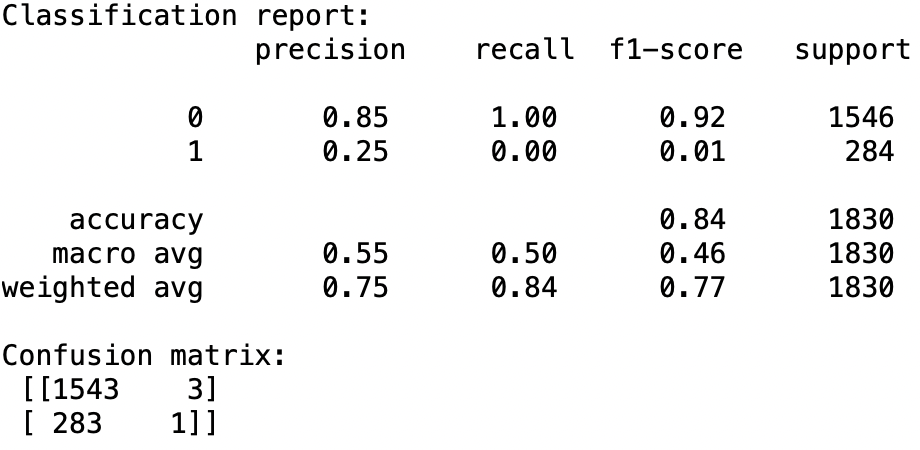 Classification report:
precision recall f1-score support
0 0.85 1.00 0.92 1546
1 0.25 0.00 0.01 284
accuracy 0.84 1830
macro avg 0.55 0.50 0.46 1830
weighted avg 0.75 0.84 0.77 1830
Confusion matrix:
[[1543 3]
[ 283 1]]